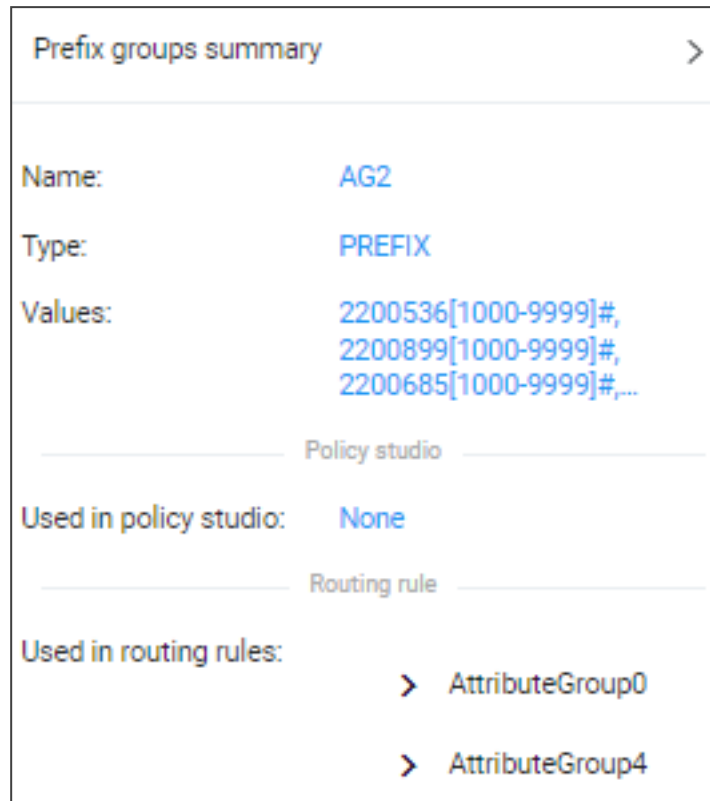 Prefix groups summary
Name: AG2
Type: PREFIX
Values: 2200536[1000-9999]#,
2200899[1000-9999]#,
2200685[1000-9999]#,...
Policy studio
Used in policy studio: None
Routing rule
Used in routing rules:
AttributeGroup0
AttributeGroup4